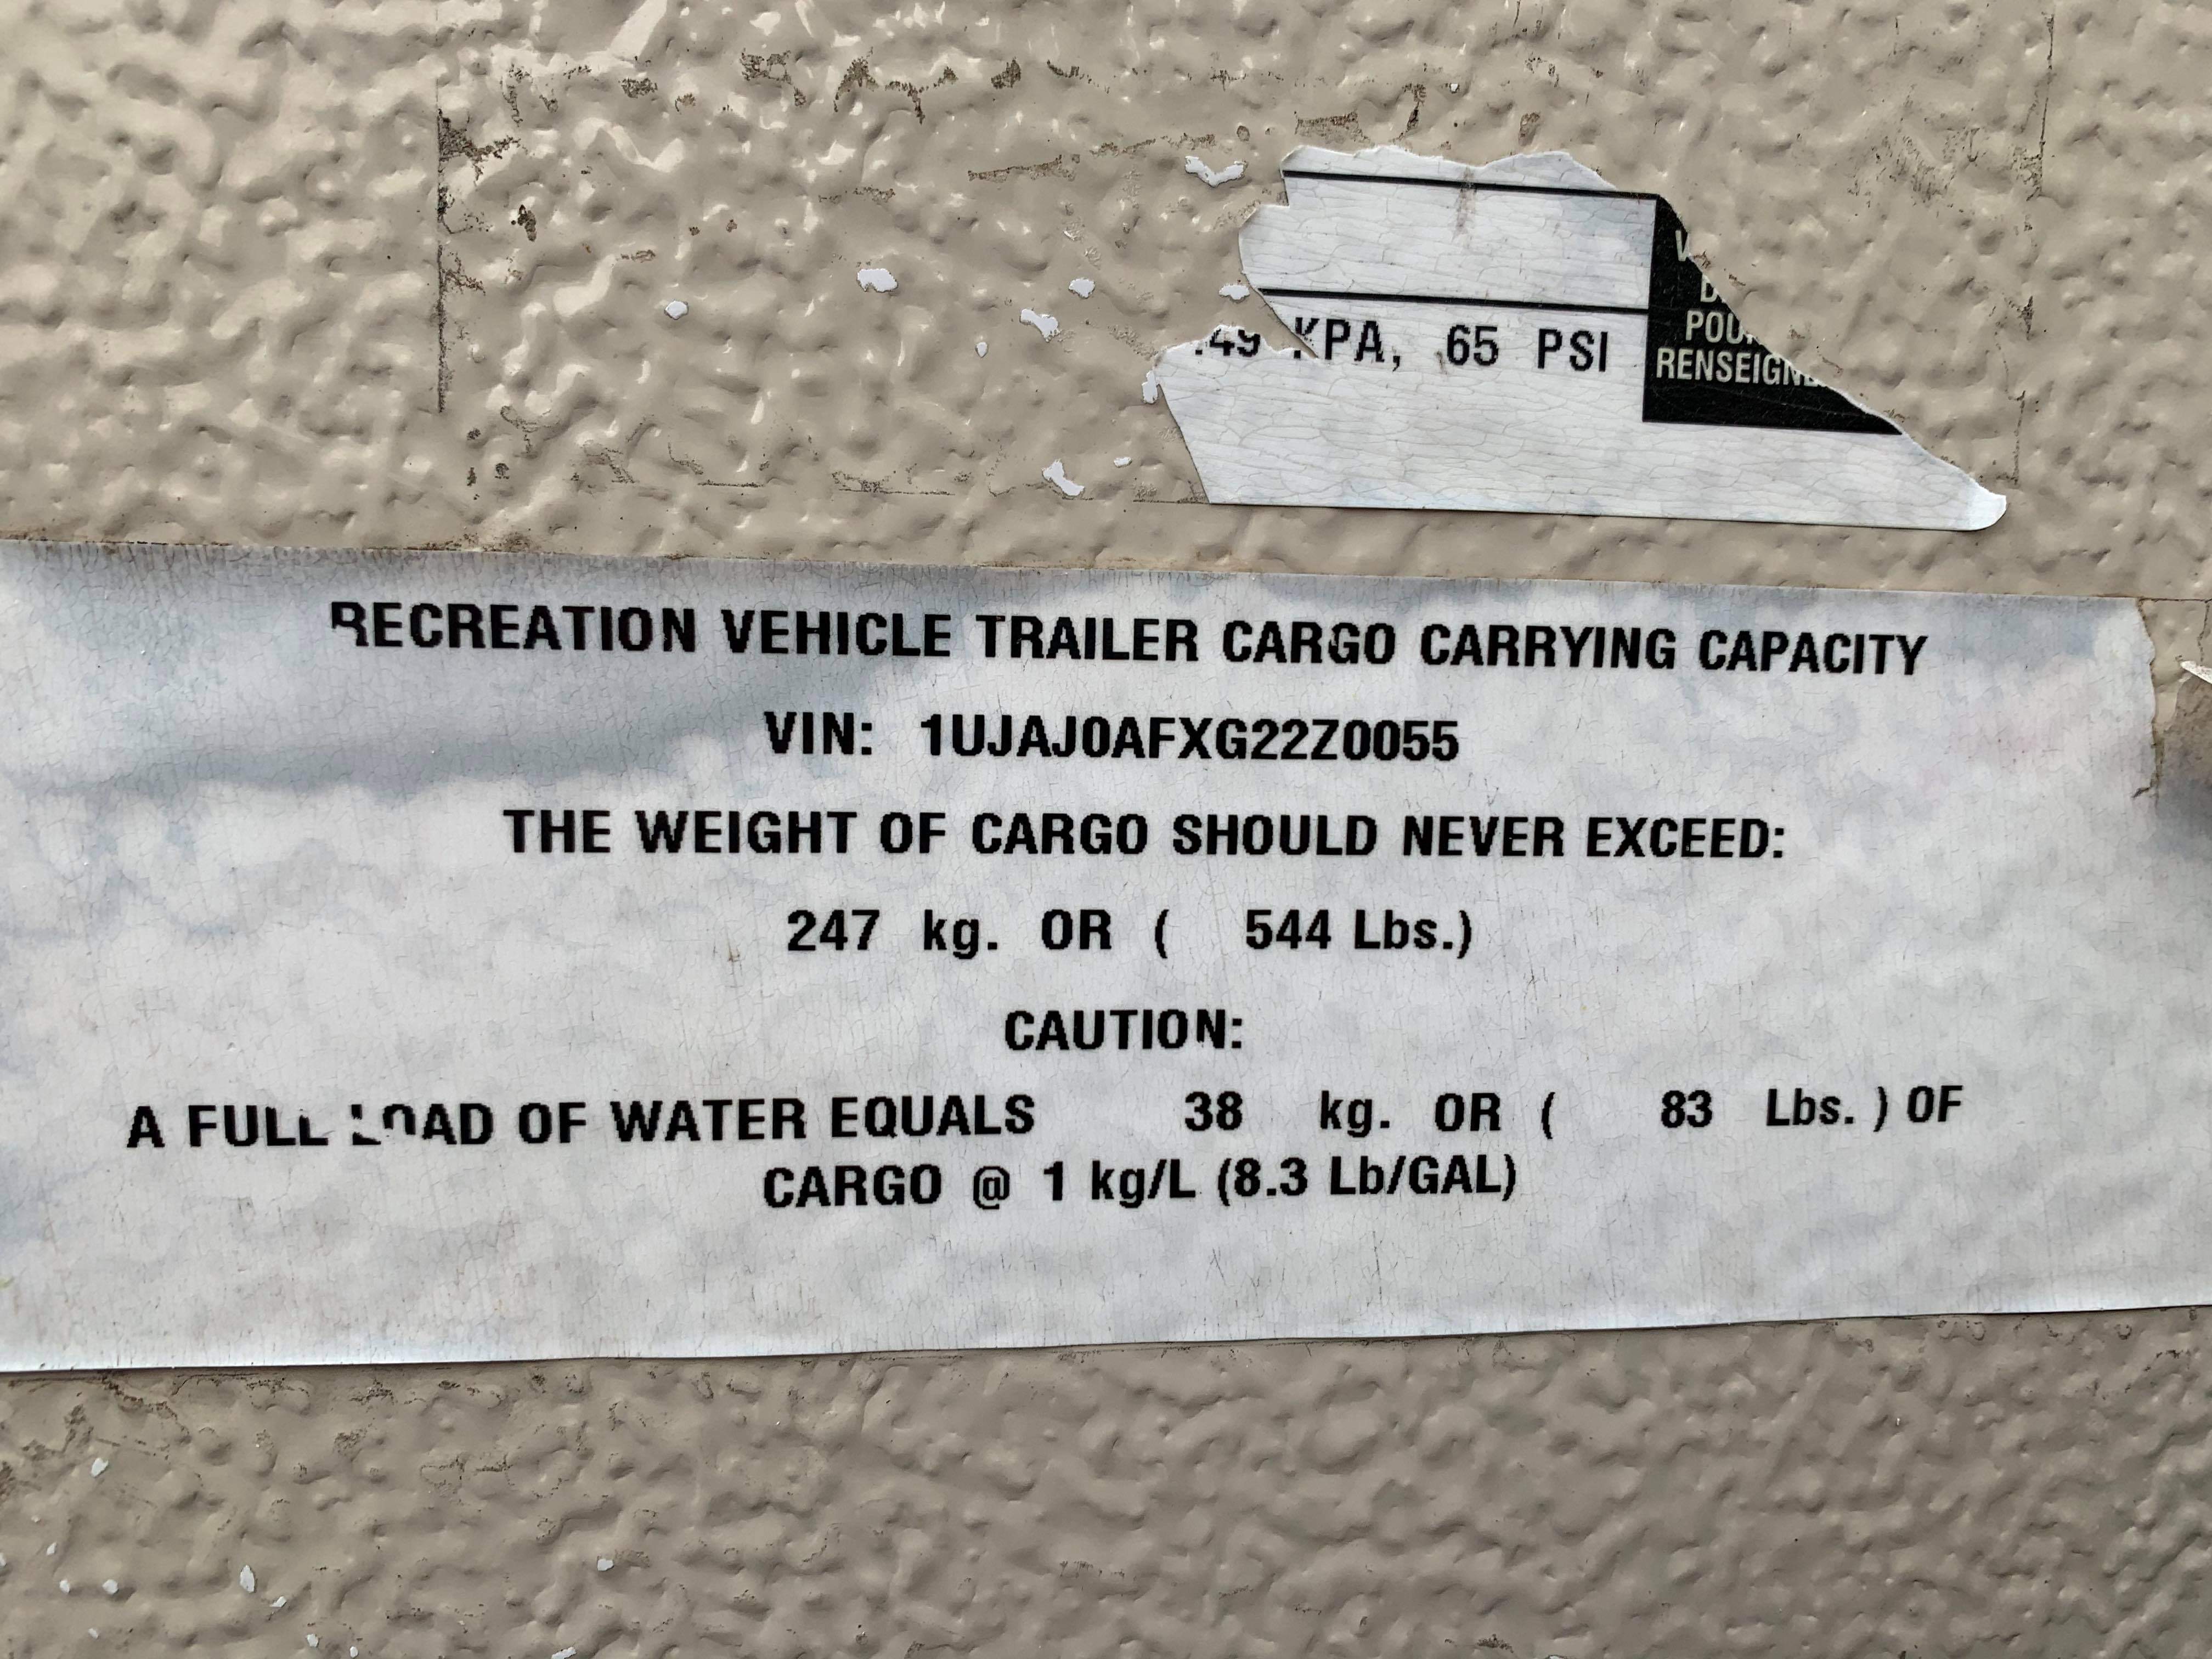 KPA, 65 PSI
RECREATION VEHICLE TRAILER CARGO CARRYING CAPACITY
VIN: 1UJAJ0AFXG22Z0055
THE WEIGHT OF CARGO SHOULD NEVER EXCEED:
247 kg. OR ( 544 Lbs.)
CAUTION:
A FULL LOAD OF WATER EQUALS 38 kg. OR ( 83 Lbs. ) OF
CARGO @ 1 kg/L (8.3 Lb/GAL)